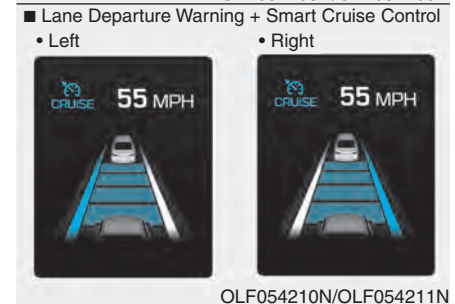 ■ Lane Departure Warning + Smart Cruise Control
• Left • Right
CRUISE 55 MPH CRUISE 55 MPH
OLF054210N/OLF054211N